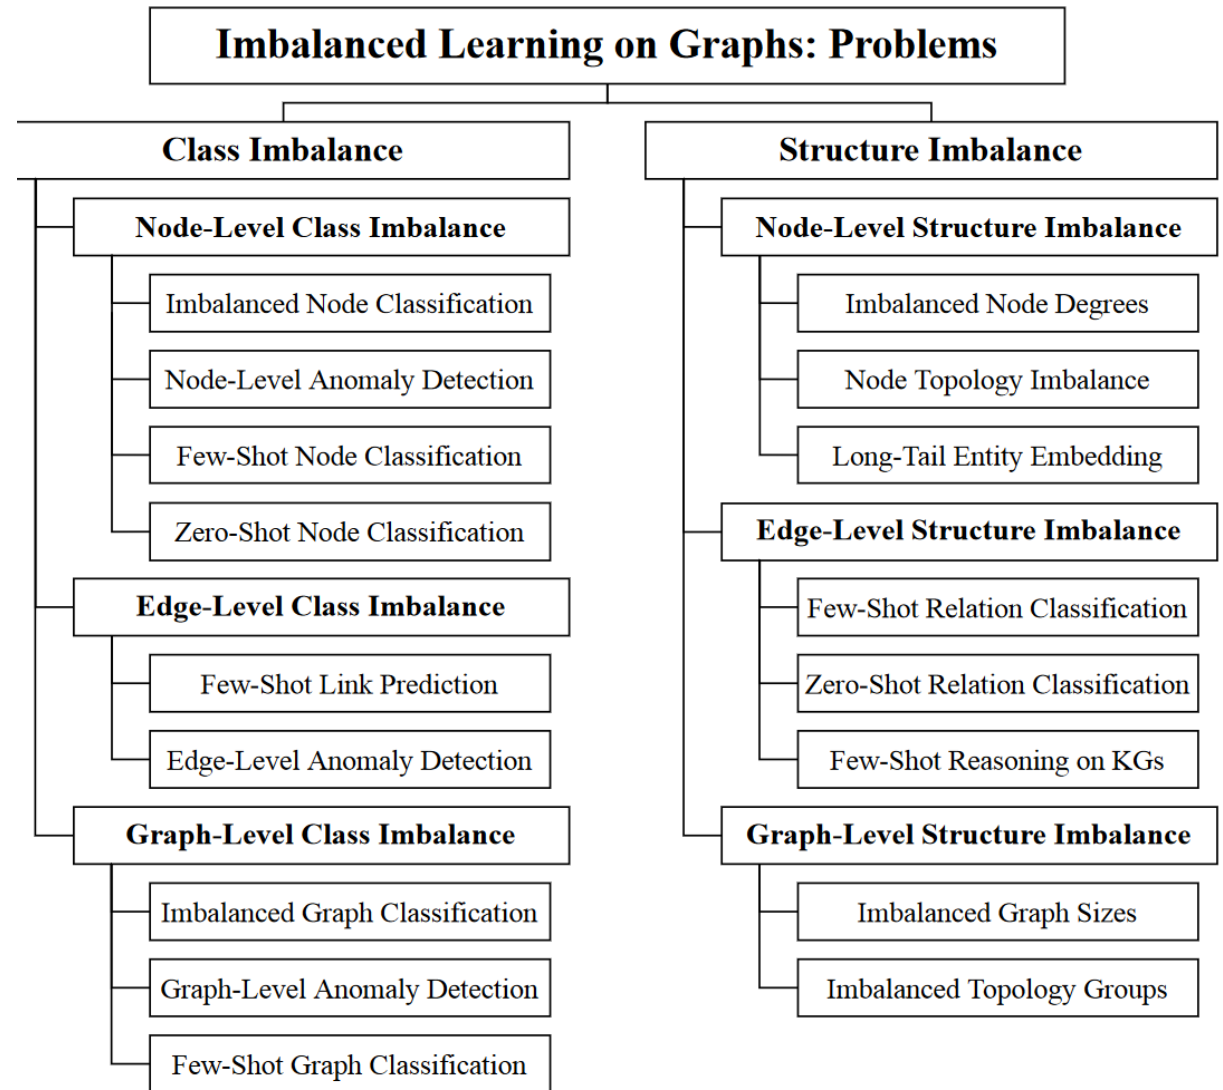 Imbalanced Learning on Graphs: Problems
Class Imbalance
Node-Level Class Imbalance
Imbalanced Node Classification
Node-Level Anomaly Detection
Few-Shot Node Classification
Zero-Shot Node Classification
Edge-Level Class Imbalance
Few-Shot Link Prediction
Edge-Level Anomaly Detection
Graph-Level Class Imbalance
Imbalanced Graph Classification
Graph-Level Anomaly Detection
Few-Shot Graph Classification
Structure Imbalance
Node-Level Structure Imbalance
Imbalanced Node Degrees
Node Topology Imbalance
Long-Tail Entity Embedding
Edge-Level Structure Imbalance
Few-Shot Relation Classification
Zero-Shot Relation Classification
Few-Shot Reasoning on KGs
Graph-Level Structure Imbalance
Imbalanced Graph Sizes
Imbalanced Topology Groups